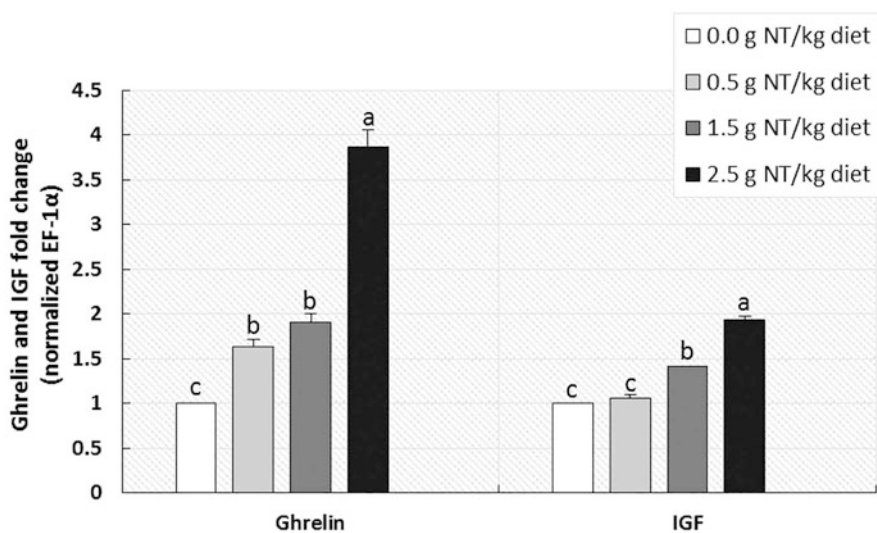 0.0 g NT/kg diet
0.5 g NT/kg diet
1.5 g NT/kg diet
2.5 g NT/kg diet
Ghrelin and IGF fold change
(normalized EF-1α)
4.5
4
3.5
3
2.5
2
1.5
1
0.5
0
c
b
b
a
c
c
b
a
Ghrelin
IGF